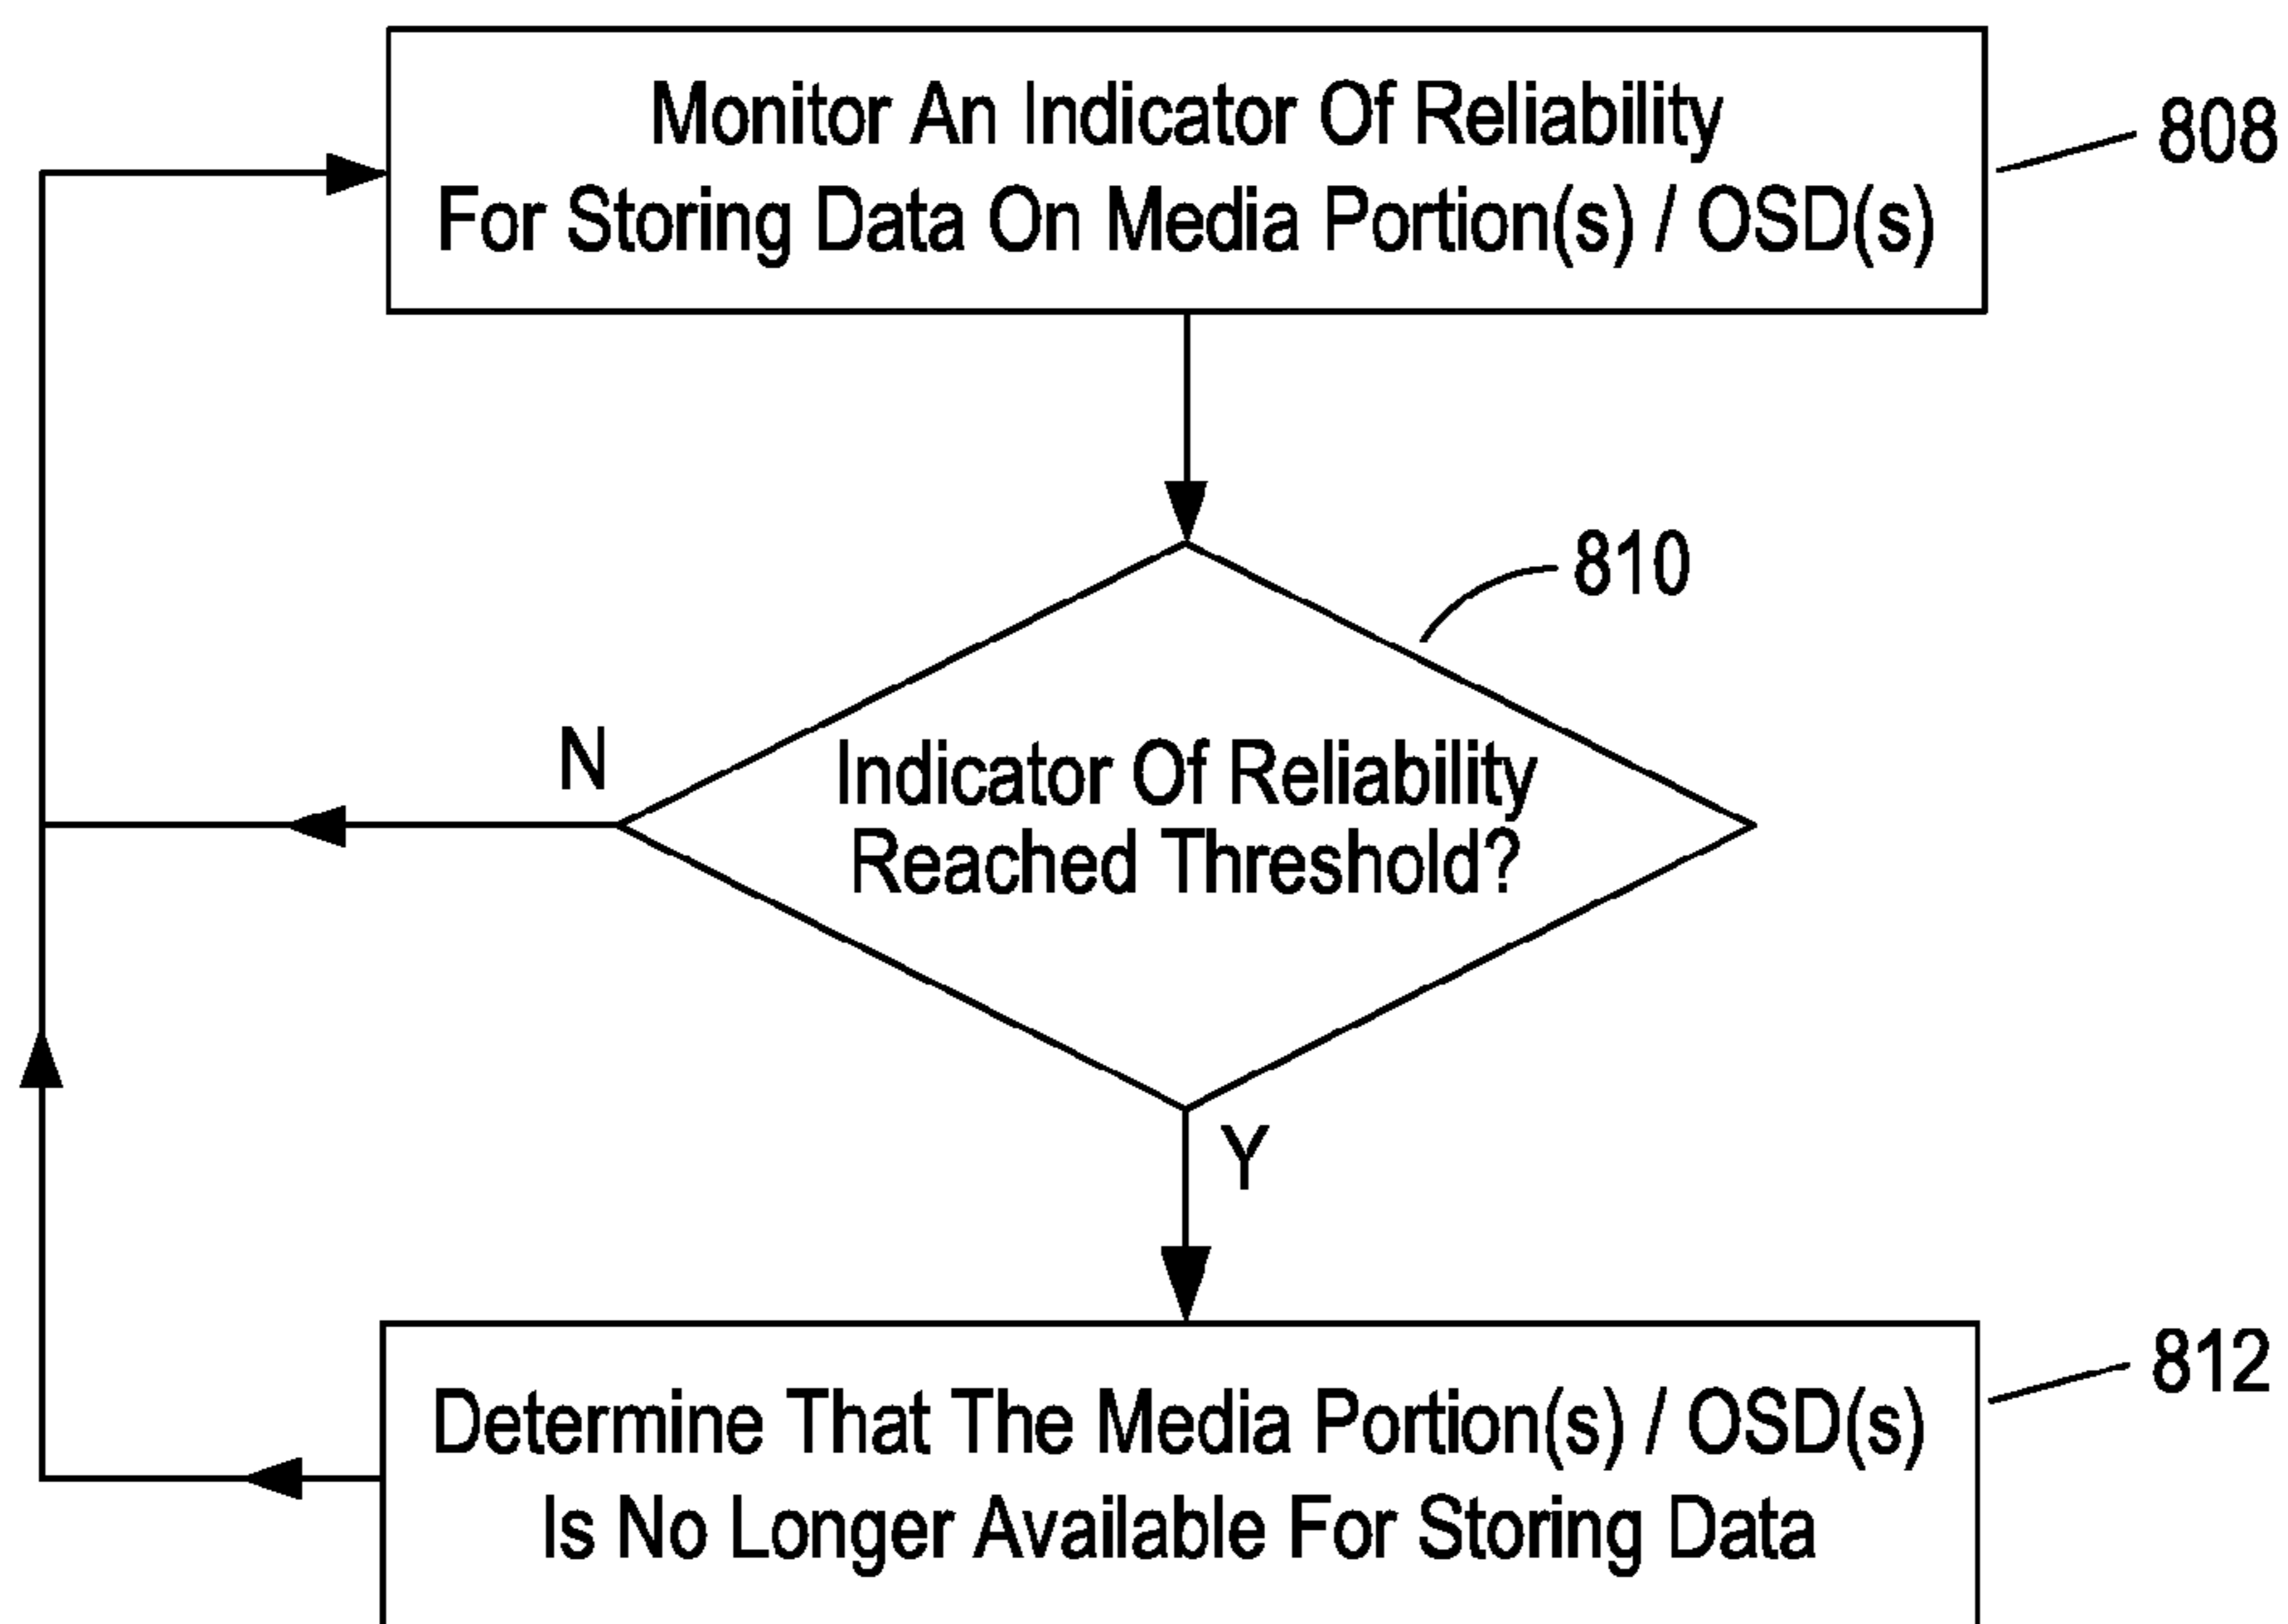 Monitor An Indicator Of Reliability
For Storing Data On Media Portion(s) / OSD(s)
808
810
N
Indicator Of Reliability
Reached Threshold?
Y
812
Determine That The Media Portion(s) / OSD(s)
Is No Longer Available For Storing Data